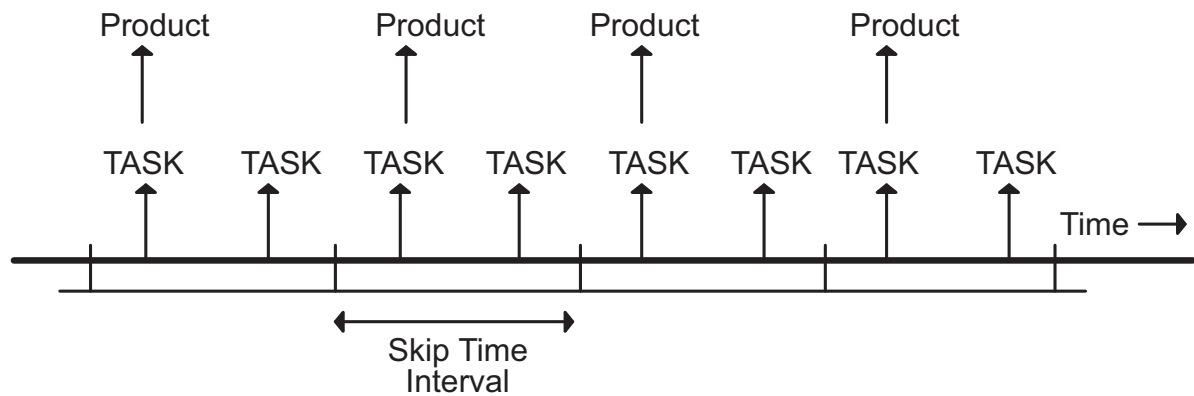 Product Product Product Product
TASK TASK TASK TASK TASK TASK TASK TASK
Time
Skip Time
Interval